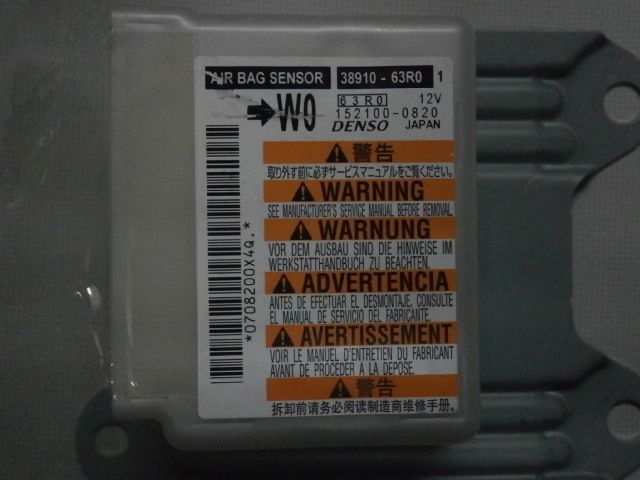 AIR BAG SENSOR 38910 - 63R0 1
63R0 12V
W0 152100-0820
DENSO JAPAN
警告
取り外す前に必ずサービスマニュアルをご覧ください。
WARNING
SEE MANUFACTURER'S SERVICE MANUAL BEFORE REMOVAL.
WARNUNG
VOR DEM AUSBAU SIND DIE HINWEISE IM
WERKSTATTHANDBUCH ZU BEACHTEN.
ADVERTENCIA
ANTES DE EFECTUAR EL DESMONTAJE, CONSULTE
EL MANUAL DE SERVICIO DEL FABRICANTE.
AVERTISSEMENT
VOIR LE MANUEL D'ENTRETIEN DU FABRICANT
AVANT DE PROCEDER A LA DEPOSE.
警告
拆卸前请务必阅读制造商维修手册.
*0708200X4Q.*